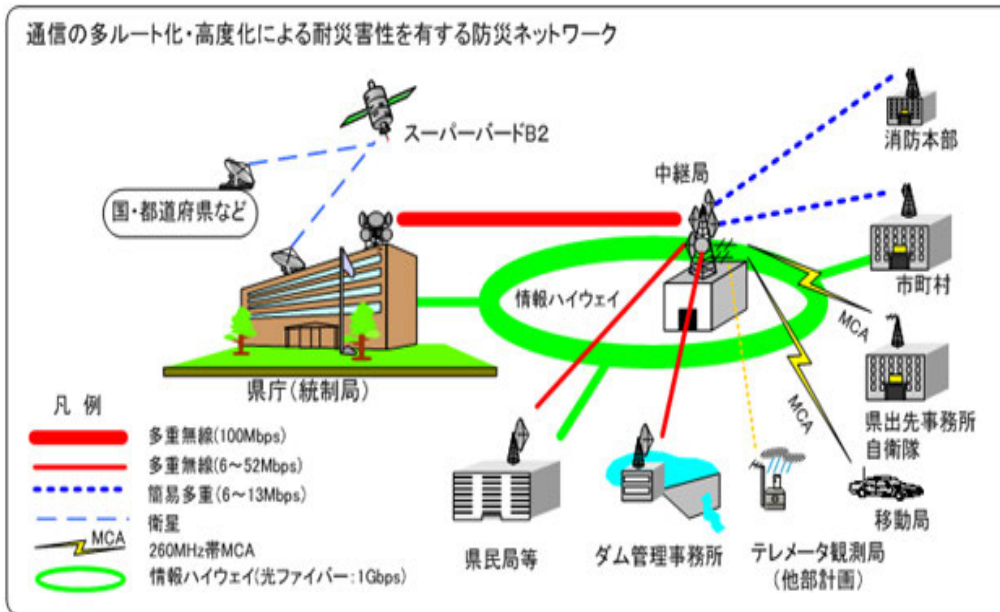 通信の多ルート化・高度化による耐災害性を有する防災ネットワーク
スーパーバードB2
国・都道府県など
中継局
消防本部
市町村
情報ハイウェイ
MCA
県庁(統制局)
MCA
県出先事務所
自衛隊
移動局
凡 例
多重無線(100Mbps)
多重無線(6～52Mbps)
簡易多重(6～13Mbps)
衛星
MCA
260MHz帯MCA
情報ハイウェイ(光ファイバー:1Gbps)
県民局等
ダム管理事務所
テレメータ観測局
(他部計画)